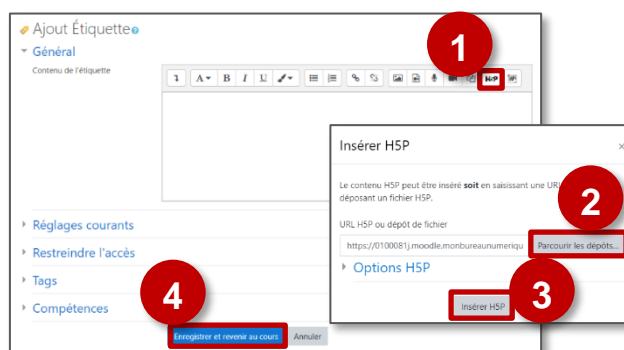 Ajout Étiquette
Général
1
Contenu de l'étiquette
A B I U H-P
Insérer H5P ×
Le contenu H5P peut être inséré soit en saisissant une URL
déposant un fichier H5P.
2
URL H5P ou dépôt de fichier
https://0100081j.moodle.monbureaunumeriqu Parcourir les dépôts...
Options H5P
Insérer H5P
3
Réglages courants
Restreindre l'accès
Tags
Compétences
4
Enregistrer et revenir au cours Annuler